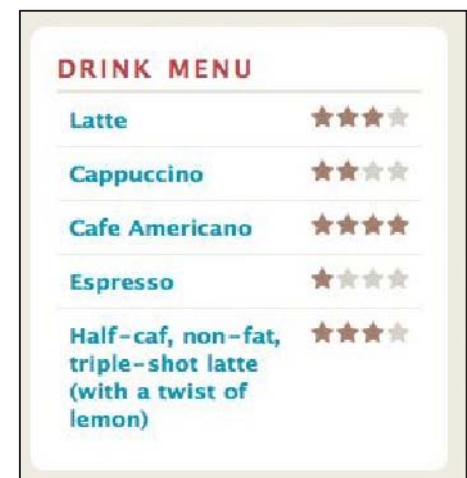 DRINK MENU
Latte
Cappuccino
Cafe Americano
Espresso
Half-caf, non-fat,
triple-shot latte
(with a twist of
lemon)